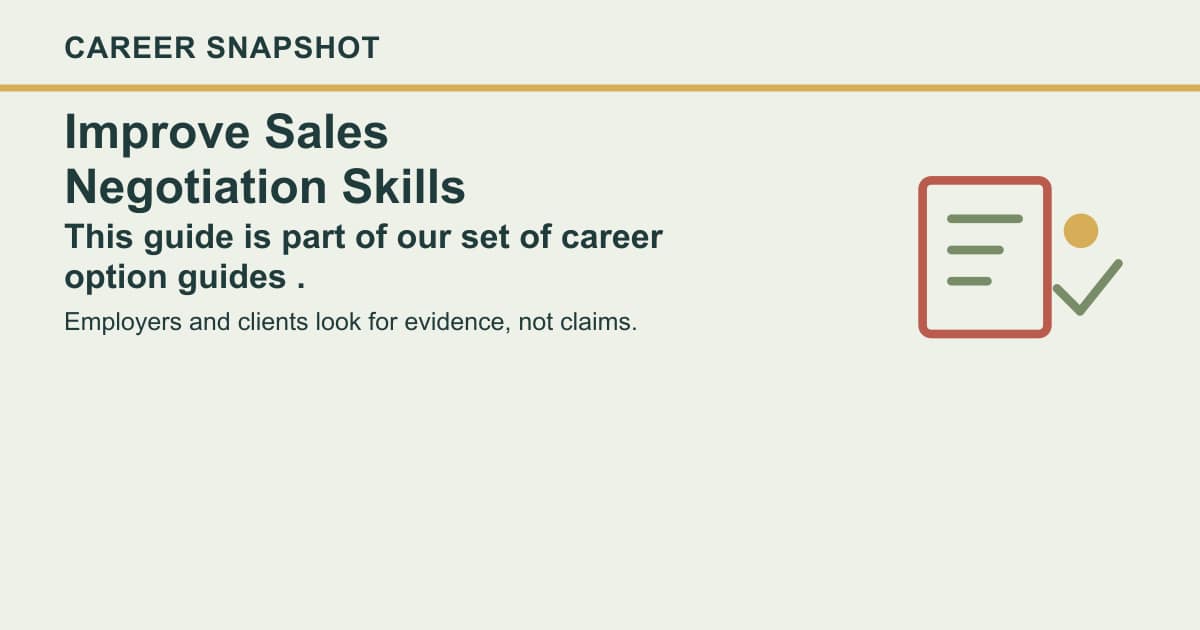 CAREER SNAPSHOT
Improve Sales
Negotiation Skills
This guide is part of our set of career
option guides .
Employers and clients look for evidence, not claims.